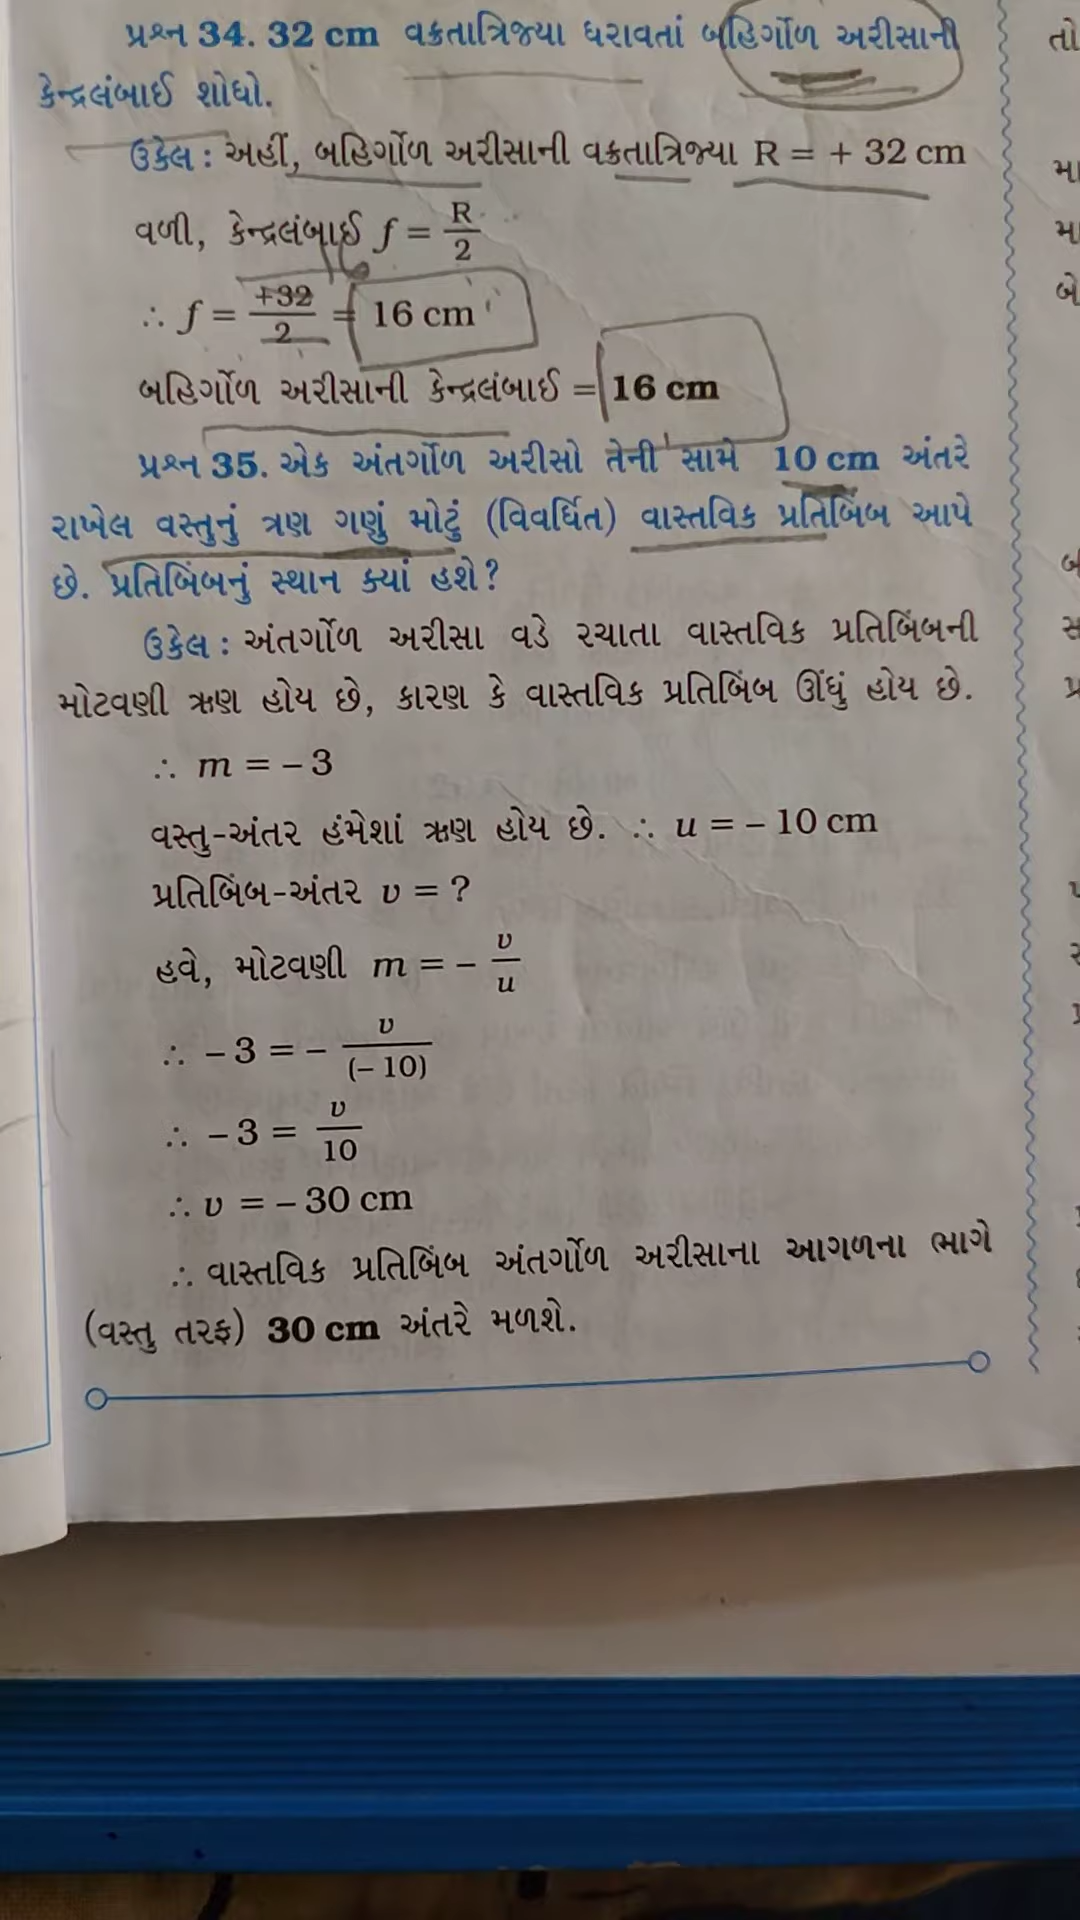 પ્રશ્ન 34. 32 cm વક્રતાત્રિજ્યા ધરાવતાં બહિર્ગોળ અરીસાની
કેન્દ્રલંબાઈ શોધો.
ઉકેલ : અહીં, બહિર્ગોળ અરીસાની વક્રતાત્રિજ્યા R = + 32 cm
વળી, કેન્દ્રલંબાઈ f = R/2
16
∴ f = +32/2 = 16 cm
બહિર્ગોળ અરીસાની કેન્દ્રલંબાઈ = 16 cm
પ્રશ્ન 35. એક અંતર્ગોળ અરીસો તેની સામે 10 cm અંતરે
રાખેલ વસ્તુનું ત્રણ ગણું મોટું (વિવર્ધિત) વાસ્તવિક પ્રતિબિંબ આપે
છે. પ્રતિબિંબનું સ્થાન ક્યાં હશે?
ઉકેલ : અંતર્ગોળ અરીસા વડે રચાતા વાસ્તવિક પ્રતિબિંબની
મોટવણી ઋણ હોય છે, કારણ કે વાસ્તવિક પ્રતિબિંબ ઊંધું હોય છે.
∴ m = – 3
વસ્તુ-અંતર હંમેશાં ઋણ હોય છે. ∴ u = – 10 cm
પ્રતિબિંબ-અંતર v = ?
હવે, મોટવણી m = – v/u
∴ – 3 = – v/(– 10)
∴ – 3 = v/10
∴ v = – 30 cm
∴ વાસ્તવિક પ્રતિબિંબ અંતર્ગોળ અરીસાના આગળના ભાગે
(વસ્તુ તરફ) 30 cm અંતરે મળશે.
તો
મા
મા
બે